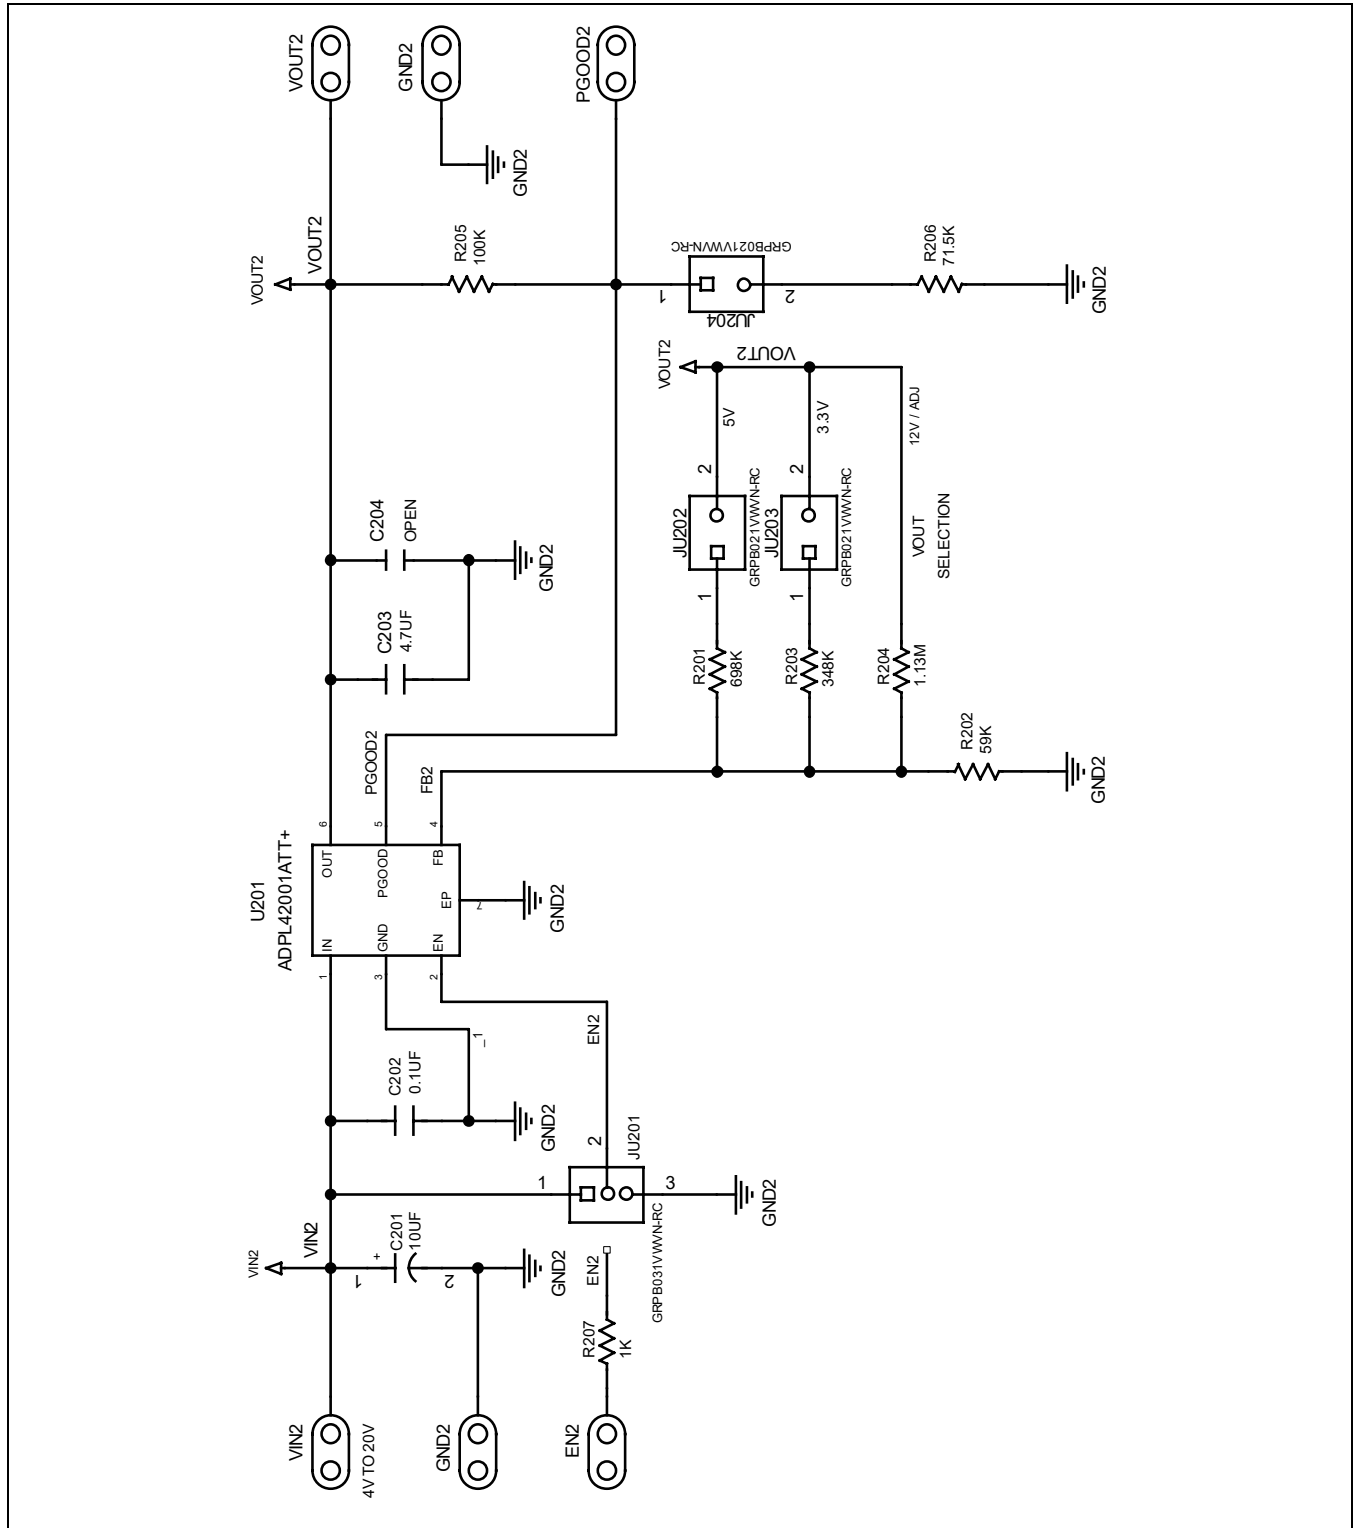 VIN2
4V TO 20V
GND2
EN2
R207
1K
EN2
VIN2
VIN2
1
+
C201
10UF
2
GND2
1
2
3
JU201
GRPB031VWVN-RC
GND2
C202
0.1UF
GND2
_1
EN2
U201
ADPL42001ATT+
1
IN
3
GND
2
EN
EP
7
GND2
OUT
6
PGOOD
5
FB
4
PGOOD2
FB2
C203
4.7UF
C204
OPEN
GND2
R201
698K
R203
348K
R204
1.13M
R202
59K
GND2
1
JU202
2
GRPB021VWVN-RC
5V
1
JU203
2
GRPB021VWVN-RC
3.3V
VOUT
SELECTION
12V / ADJ
VOUT2
VOUT2
VOUT2
VOUT2
R205
100K
1
JU204
2
GRPB021VWVN-RC
R206
71.5K
GND2
GND2
VOUT2
GND2
PGOOD2